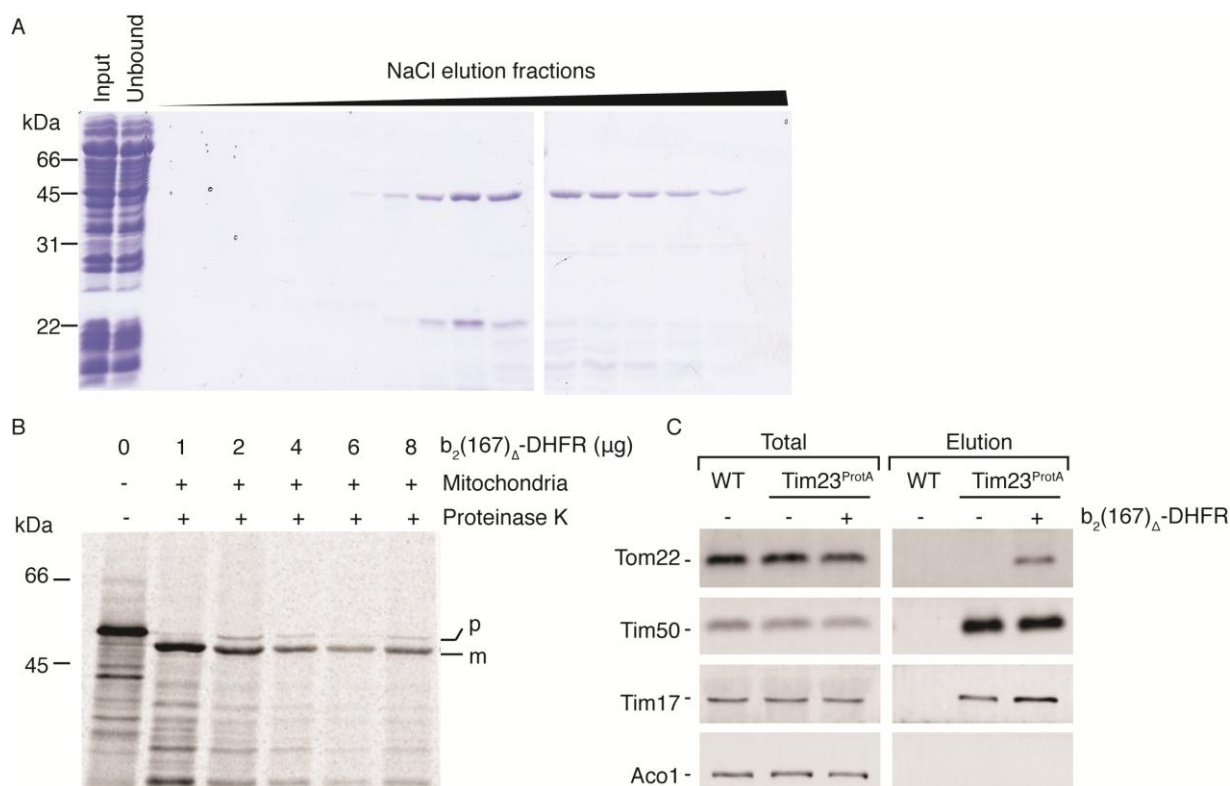 A
Input
Unbound
NaCl elution fractions
kDa
66
45
31
22
B
0 1 2 4 6 8 b₂(167)Δ-DHFR (µg)
- + + + + + Mitochondria
- + + + + + Proteinase K
kDa
66
45
p
m
C
Total Elution
WT Tim23ProtA WT Tim23ProtA
- - + - - + b₂(167)Δ-DHFR
Tom22 -
Tim50 -
Tim17 -
Aco1 -